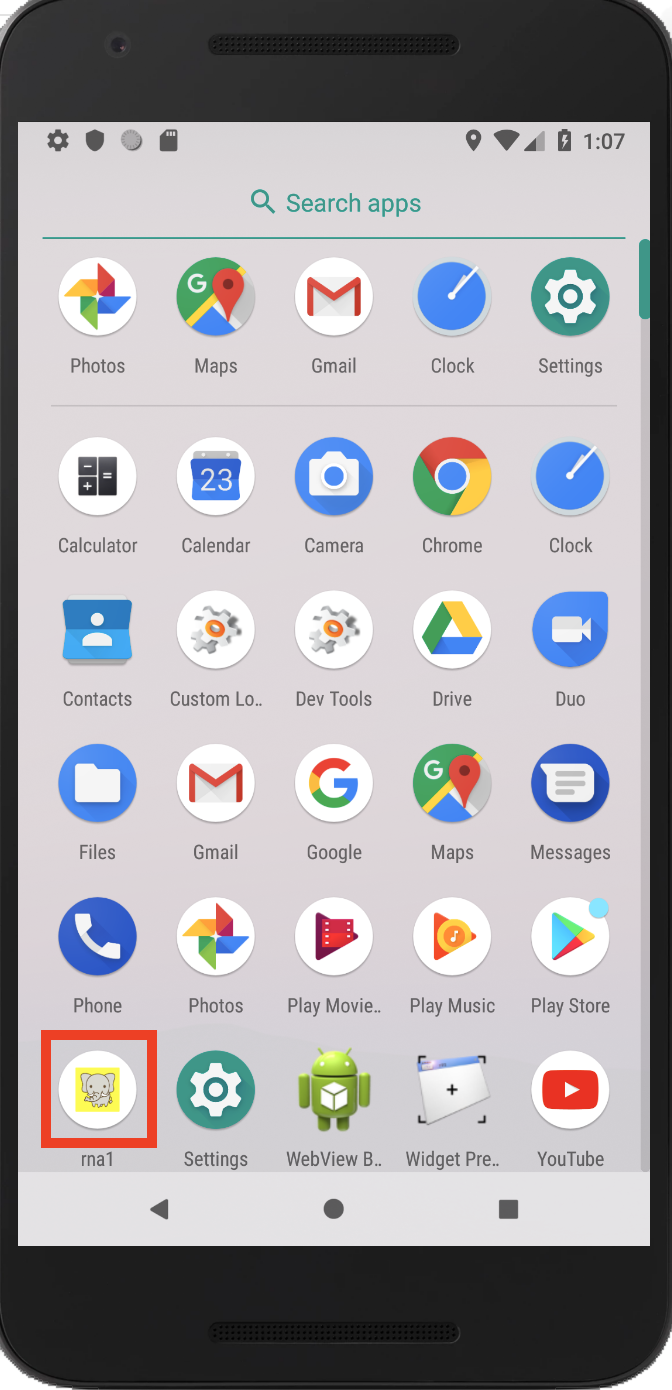 1:07
Search apps
Photos Maps Gmail Clock Settings
23
Calculator Calendar Camera Chrome Clock
Contacts Custom Lo.. Dev Tools Drive Duo
Files Gmail Google Maps Messages
Phone Photos Play Movie.. Play Music Play Store
rna1 Settings WebView B.. Widget Pre.. YouTube